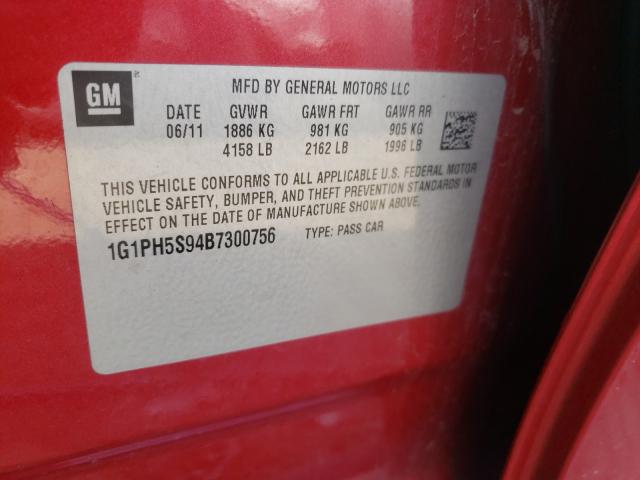 GM
MFD BY GENERAL MOTORS LLC
DATE GVWR GAWR FRT GAWR RR
06/11 1886 KG 981 KG 905 KG
4158 LB 2162 LB 1996 LB
THIS VEHICLE CONFORMS TO ALL APPLICABLE U.S. FEDERAL MOTOR
VEHICLE SAFETY, BUMPER, AND THEFT PREVENTION STANDARDS IN
EFFECT ON THE DATE OF MANUFACTURE SHOWN ABOVE.
1G1PH5S94B7300756 TYPE: PASS CAR